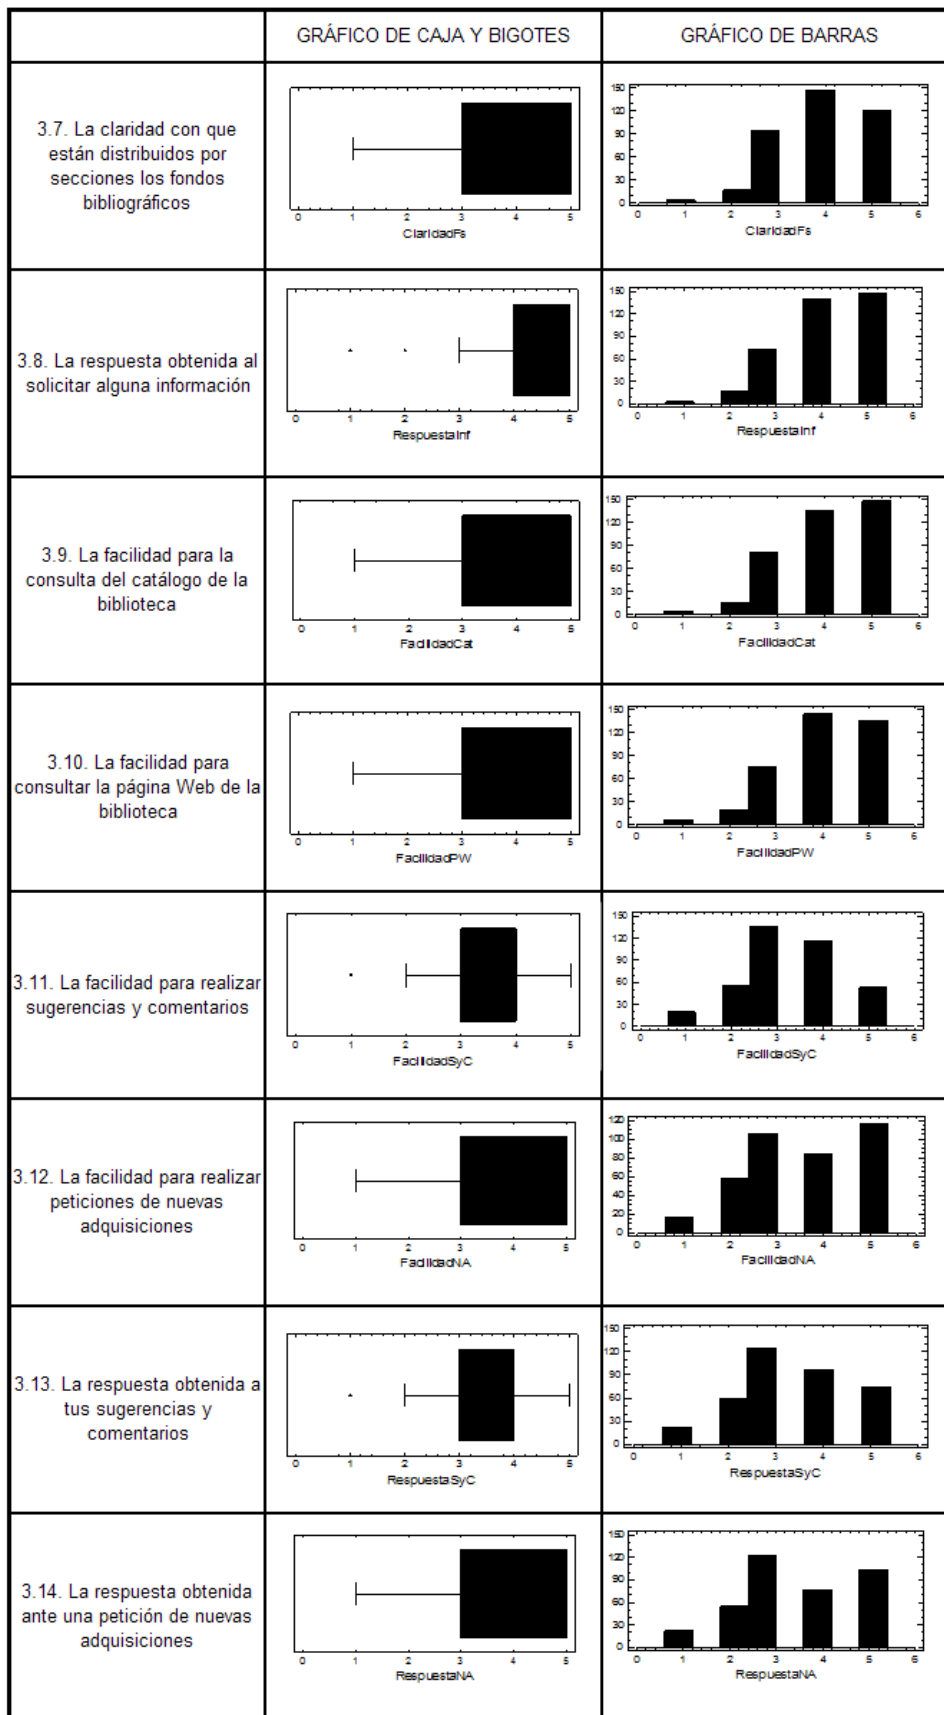 GRÁFICO DE CAJA Y BIGOTES
GRÁFICO DE BARRAS
3.7. La claridad con que
están distribuidos por
secciones los fondos
bibliográficos
0 1 2 3 4 5
ClaridadFs
150
120
90
60
30
0
0 1 2 3 4 5 6
ClaridadFs
3.8. La respuesta obtenida al
solicitar alguna información
0 1 2 3 4 5
RespuestaInf
150
120
90
60
30
0
0 1 2 3 4 5 6
RespuestaInf
3.9. La facilidad para la
consulta del catálogo de la
biblioteca
0 1 2 3 4 5
FacilidadCat
150
120
90
60
30
0
0 1 2 3 4 5 6
FacilidadCat
3.10. La facilidad para
consultar la página Web de la
biblioteca
0 1 2 3 4 5
FacilidadPW
150
120
90
60
30
0
0 1 2 3 4 5 6
FacilidadPW
3.11. La facilidad para realizar
sugerencias y comentarios
0 1 2 3 4 5
FacilidadSyC
150
120
90
60
30
0
0 1 2 3 4 5 6
FacilidadSyC
3.12. La facilidad para realizar
peticiones de nuevas
adquisiciones
0 1 2 3 4 5
FacilidadNA
120
100
80
60
40
20
0
0 1 2 3 4 5 6
FacilidadNA
3.13. La respuesta obtenida a
tus sugerencias y
comentarios
0 1 2 3 4 5
RespuestaSyC
150
120
90
60
30
0
0 1 2 3 4 5 6
RespuestaSyC
3.14. La respuesta obtenida
ante una petición de nuevas
adquisiciones
0 1 2 3 4 5
RespuestaNA
150
120
90
60
30
0
0 1 2 3 4 5 6
RespuestaNA